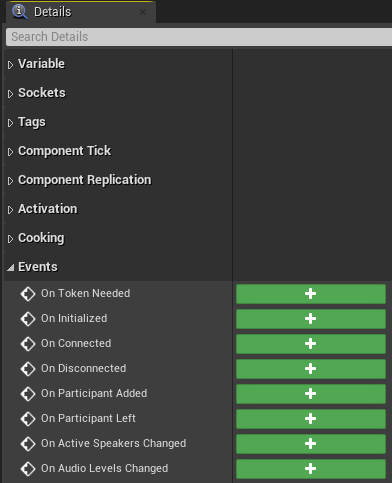 Details
Search Details
Variable
Sockets
Tags
Component Tick
Component Replication
Activation
Cooking
Events
On Token Needed
On Initialized
On Connected
On Disconnected
On Participant Added
On Participant Left
On Active Speakers Changed
On Audio Levels Changed